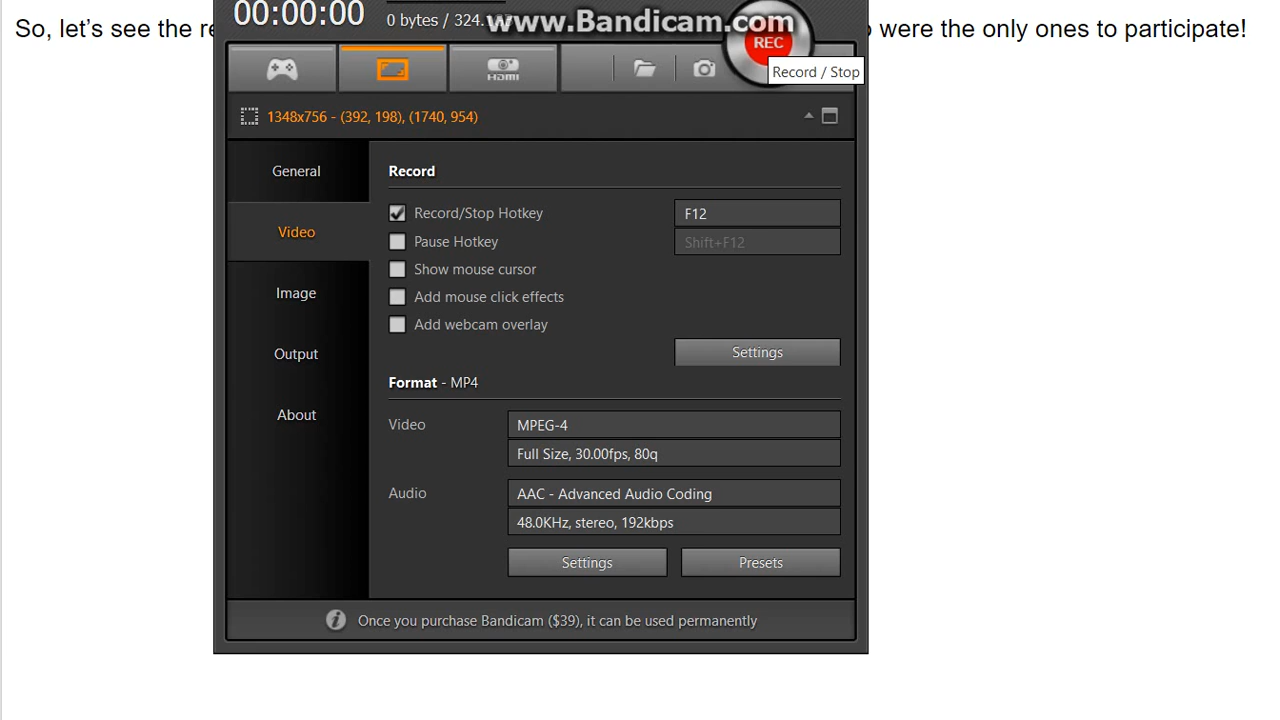 So, let’s see the re were the only ones to participate!
00:00:00
0 bytes / 324.
www.Bandicam.com
REC
HDMI
Record / Stop
1348x756 - (392, 198), (1740, 954)
General
Video
Image
Output
About
Record
Record/Stop Hotkey F12
Pause Hotkey Shift+F12
Show mouse cursor
Add mouse click effects
Add webcam overlay
Settings
Format - MP4
Video MPEG-4
Full Size, 30.00fps, 80q
Audio AAC - Advanced Audio Coding
48.0KHz, stereo, 192kbps
Settings Presets
Once you purchase Bandicam ($39), it can be used permanently